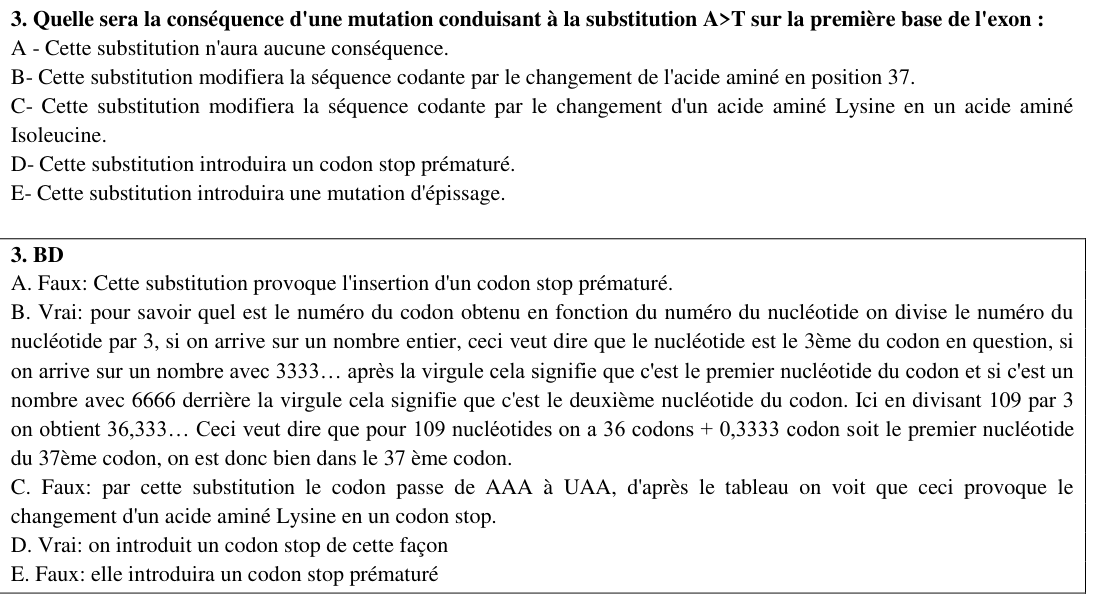 3. Quelle sera la conséquence d'une mutation conduisant à la substitution A>T sur la première base de l'exon :
A - Cette substitution n'aura aucune conséquence.
B- Cette substitution modifiera la séquence codante par le changement de l'acide aminé en position 37.
C- Cette substitution modifiera la séquence codante par le changement d'un acide aminé Lysine en un acide aminé
Isoleucine.
D- Cette substitution introduira un codon stop prématuré.
E- Cette substitution introduira une mutation d'épissage.
3. BD
A. Faux: Cette substitution provoque l'insertion d'un codon stop prématuré.
B. Vrai: pour savoir quel est le numéro du codon obtenu en fonction du numéro du nucléotide on divise le numéro du
nucléotide par 3, si on arrive sur un nombre entier, ceci veut dire que le nucléotide est le 3ème du codon en question, si
on arrive sur un nombre avec 3333… après la virgule cela signifie que c'est le premier nucléotide du codon et si c'est un
nombre avec 6666 derrière la virgule cela signifie que c'est le deuxième nucléotide du codon. Ici en divisant 109 par 3
on obtient 36,333… Ceci veut dire que pour 109 nucléotides on a 36 codons + 0,3333 codon soit le premier nucléotide
du 37ème codon, on est donc bien dans le 37 ème codon.
C. Faux: par cette substitution le codon passe de AAA à UAA, d'après le tableau on voit que ceci provoque le
changement d'un acide aminé Lysine en un codon stop.
D. Vrai: on introduit un codon stop de cette façon
E. Faux: elle introduira un codon stop prématuré